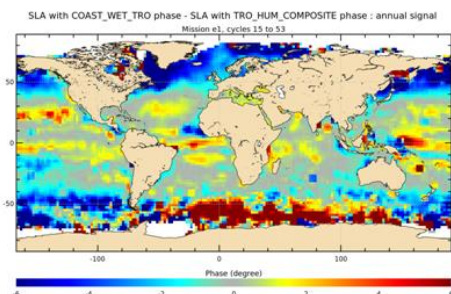 SLA with COAST_WET_TRO phase - SLA with TRO_HUM_COMPOSITE phase : annual signal
Mission e1, cycles 15 to 53
50
0
-50
-100
0
100
Phase (degree)